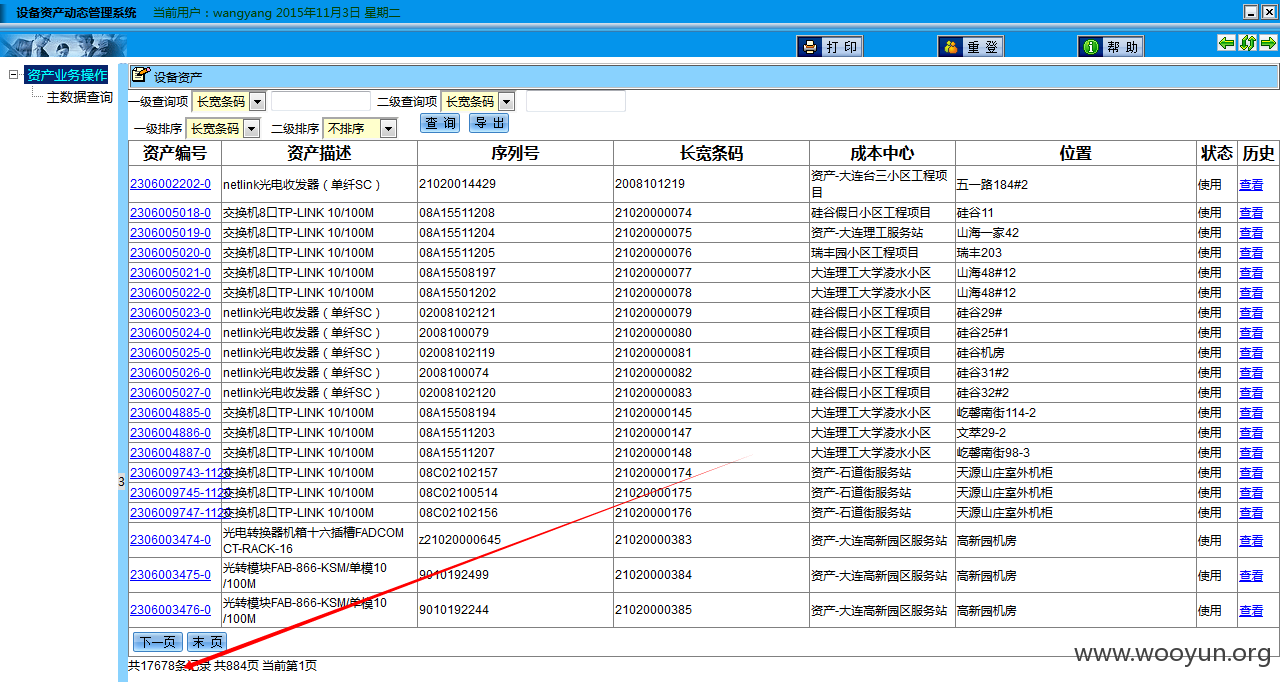 设备资产动态管理系统 当前用户：wangyang 2015年11月3日 星期二
打 印 重 登 帮 助
资产业务操作
主数据查询
设备资产
一级查询项 长宽条码 二级查询项 长宽条码
一级排序 长宽条码 二级排序 不排序 查 询 导 出
资产编号 资产描述 序列号 长宽条码 成本中心 位置 状态 历史
2306002202-0 netlink光电收发器（单纤SC） 21020014429 2008101219 资产-大连台三小区工程项目 五一路184#2 使用 查看
2306005018-0 交换机8口TP-LINK 10/100M 08A15511208 21020000074 硅谷假日小区工程项目 硅谷11 使用 查看
2306005019-0 交换机8口TP-LINK 10/100M 08A15511204 21020000075 资产-大连理工服务站 山海一家42 使用 查看
2306005020-0 交换机8口TP-LINK 10/100M 08A15511205 21020000076 瑞丰园小区工程项目 瑞丰203 使用 查看
2306005021-0 交换机8口TP-LINK 10/100M 08A15508197 21020000077 大连理工大学凌水小区 山海48#12 使用 查看
2306005022-0 交换机8口TP-LINK 10/100M 08A15501202 21020000078 大连理工大学凌水小区 山海48#12 使用 查看
2306005023-0 netlink光电收发器（单纤SC） 02008102121 21020000079 硅谷假日小区工程项目 硅谷29# 使用 查看
2306005024-0 netlink光电收发器（单纤SC） 2008100079 21020000080 硅谷假日小区工程项目 硅谷25#1 使用 查看
2306005025-0 netlink光电收发器（单纤SC） 02008102119 21020000081 硅谷假日小区工程项目 硅谷机房 使用 查看
2306005026-0 netlink光电收发器（单纤SC） 2008100074 21020000082 硅谷假日小区工程项目 硅谷31#2 使用 查看
2306005027-0 netlink光电收发器（单纤SC） 02008102120 21020000083 硅谷假日小区工程项目 硅谷32#2 使用 查看
2306004885-0 交换机8口TP-LINK 10/100M 08A15508194 21020000145 大连理工大学凌水小区 屹馨南街114-2 使用 查看
2306004886-0 交换机8口TP-LINK 10/100M 08A15511203 21020000147 大连理工大学凌水小区 文萃29-2 使用 查看
2306004887-0 交换机8口TP-LINK 10/100M 08A15511207 21020000148 大连理工大学凌水小区 屹馨南街98-3 使用 查看
2306009743-1120 交换机8口TP-LINK 10/100M 08C02102157 21020000174 资产-石道街服务站 天源山庄室外机柜 使用 查看
2306009745-1120 交换机8口TP-LINK 10/100M 08C02100514 21020000175 资产-石道街服务站 天源山庄室外机柜 使用 查看
2306009747-1120 交换机8口TP-LINK 10/100M 08C02102156 21020000176 资产-石道街服务站 天源山庄室外机柜 使用 查看
2306003474-0 光电转换器机箱十六插槽FADCOM CT-RACK-16 z21020000645 21020000383 资产-大连高新园区服务站 高新园机房 使用 查看
2306003475-0 光转模块FAB-866-KSM/单模10/100M 9010192499 21020000384 资产-大连高新园区服务站 高新园机房 使用 查看
2306003476-0 光转模块FAB-866-KSM/单模10/100M 9010192244 21020000385 资产-大连高新园区服务站 高新园机房 使用 查看
3
下一页 末 页
共17678条记录 共884页 当前第1页
www.wooyun.org